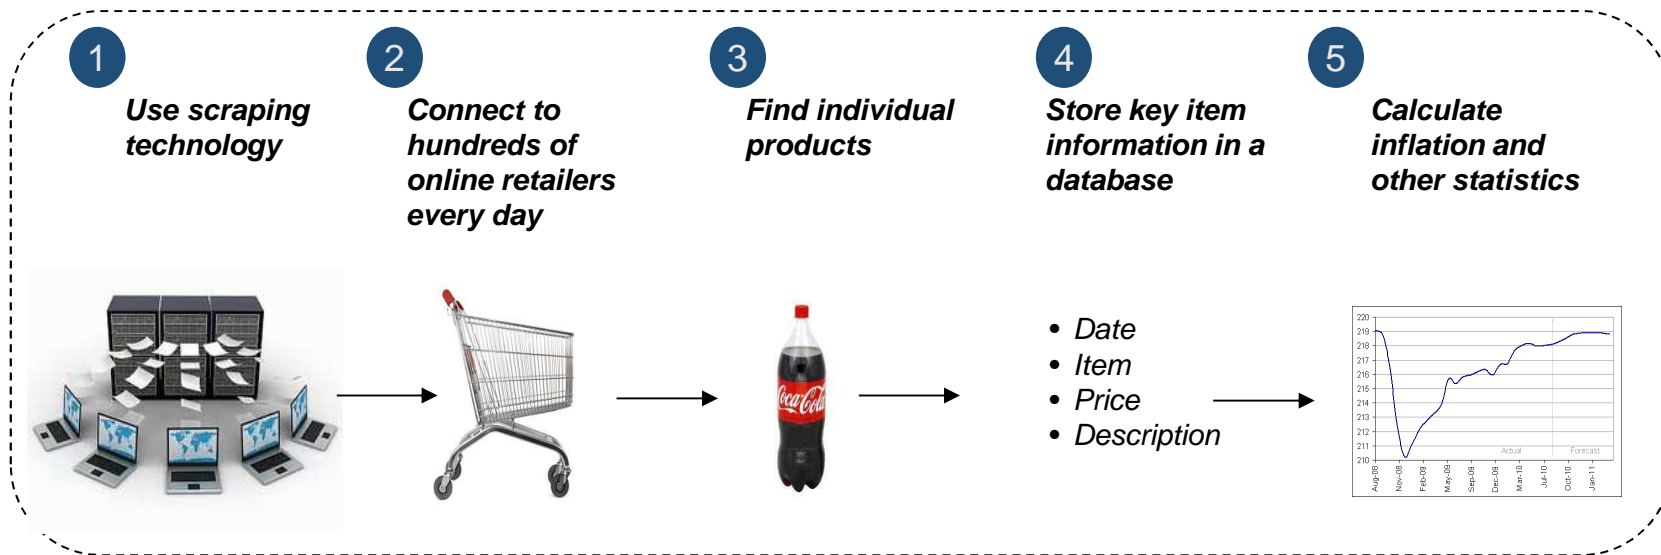 1
Use scraping
technology
2
Connect to
hundreds of
online retailers
every day
3
Find individual
products
Coca-Cola
4
Store key item
information in a
database
• Date
• Item
• Price
• Description
5
Calculate
inflation and
other statistics
220
219
218
217
216
215
214
213
212
211
210
Actual
Forecast
Aug-08
Nov-08
Feb-09
May-09
Sep-09
Dec-09
Mar-10
Jul-10
Oct-10
Jan-11